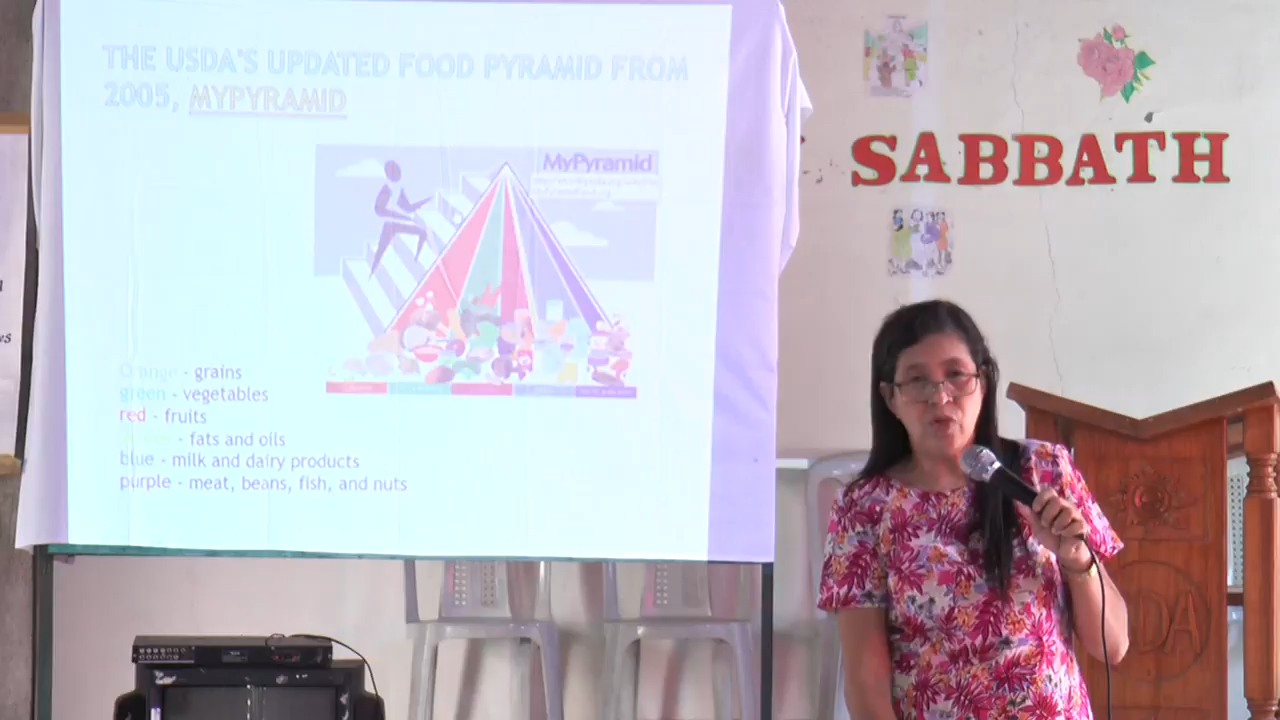 THE USDA'S UPDATED FOOD PYRAMID FROM
2005, MYPYRAMID
MyPyramid
Orange - grains
green - vegetables
red - fruits
- fats and oils
blue - milk and dairy products
purple - meat, beans, fish, and nuts
SABBATH
SDA